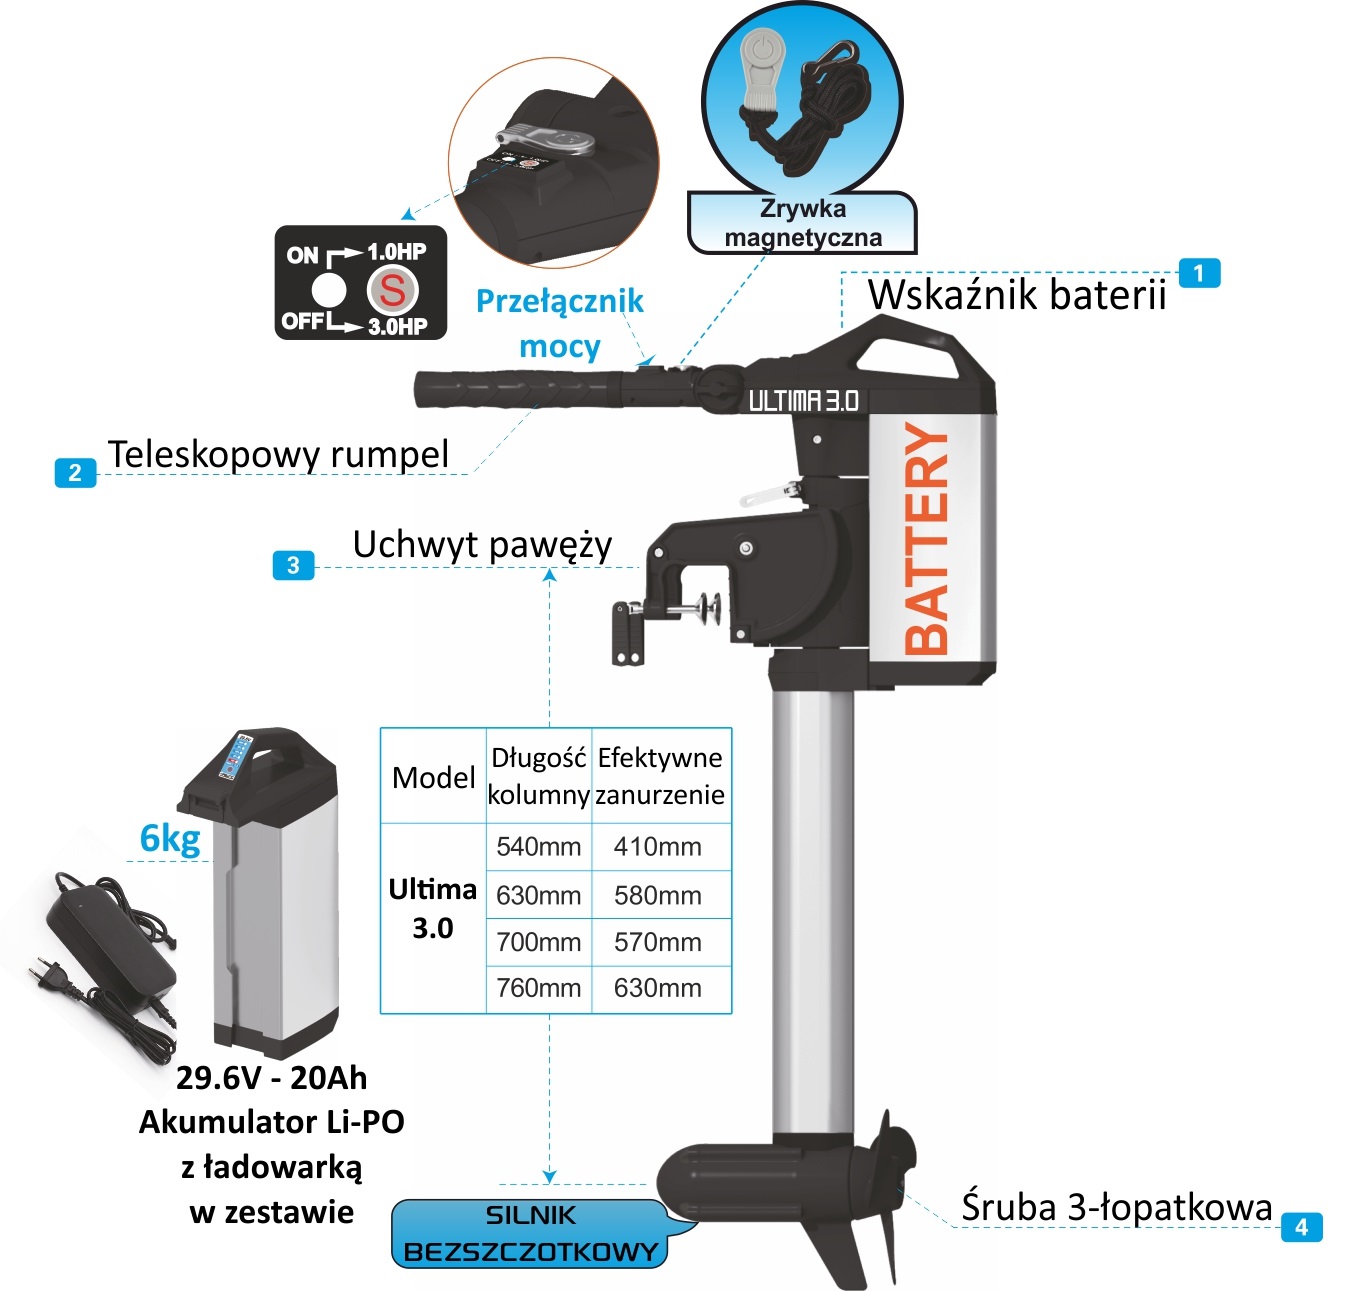 Zrywka
magnetyczna
ON 1.0HP
S
OFF 3.0HP
Przełącznik
mocy
Wskaźnik baterii
1
ULTIMA 3.0
BATTERY
2
Teleskopowy rumpel
Uchwyt pawęży
3
Model
Długość
kolumny
Efektywne
zanurzenie
Ultima
3.0
540mm 410mm
630mm 580mm
700mm 570mm
760mm 630mm
6kg
29.6V - 20Ah
Akumulator Li-PO
z ładowarką
w zestawie
SILNIK
BEZSZCZOTKOWY
Śruba 3-łopatkowa
4